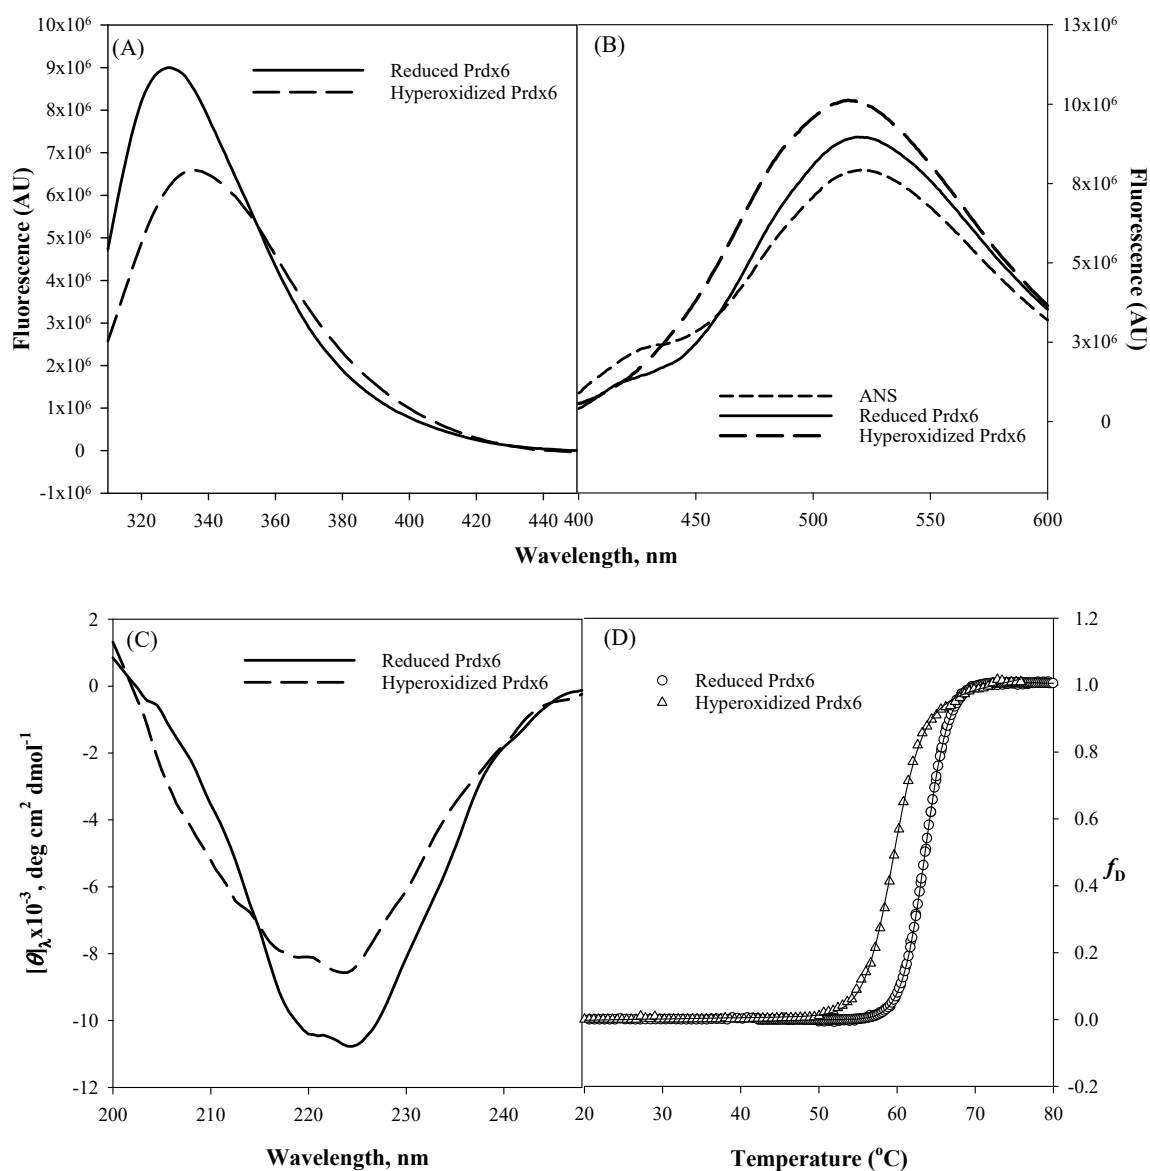 (A)
Reduced Prdx6
Hyperoxidized Prdx6
Fluorescence (AU)
10x10⁶
9x10⁶
8x10⁶
7x10⁶
6x10⁶
5x10⁶
4x10⁶
3x10⁶
2x10⁶
1x10⁶
0
-1x10⁶
320 340 360 380 400 420 440
(B)
ANS
Reduced Prdx6
Hyperoxidized Prdx6
13x10⁶
10x10⁶
8x10⁶
5x10⁶
3x10⁶
0
Fluorescence (AU)
400 450 500 550 600
Wavelength, nm
(C)
Reduced Prdx6
Hyperoxidized Prdx6
[θ]λx10⁻³, deg cm² dmol⁻¹
2
0
-2
-4
-6
-8
-10
-12
200 210 220 230 240
Wavelength, nm
(D)
Reduced Prdx6
Hyperoxidized Prdx6
1.2
1.0
0.8
0.6
0.4
0.2
0.0
-0.2
fD
20 30 40 50 60 70 80
Temperature (°C)